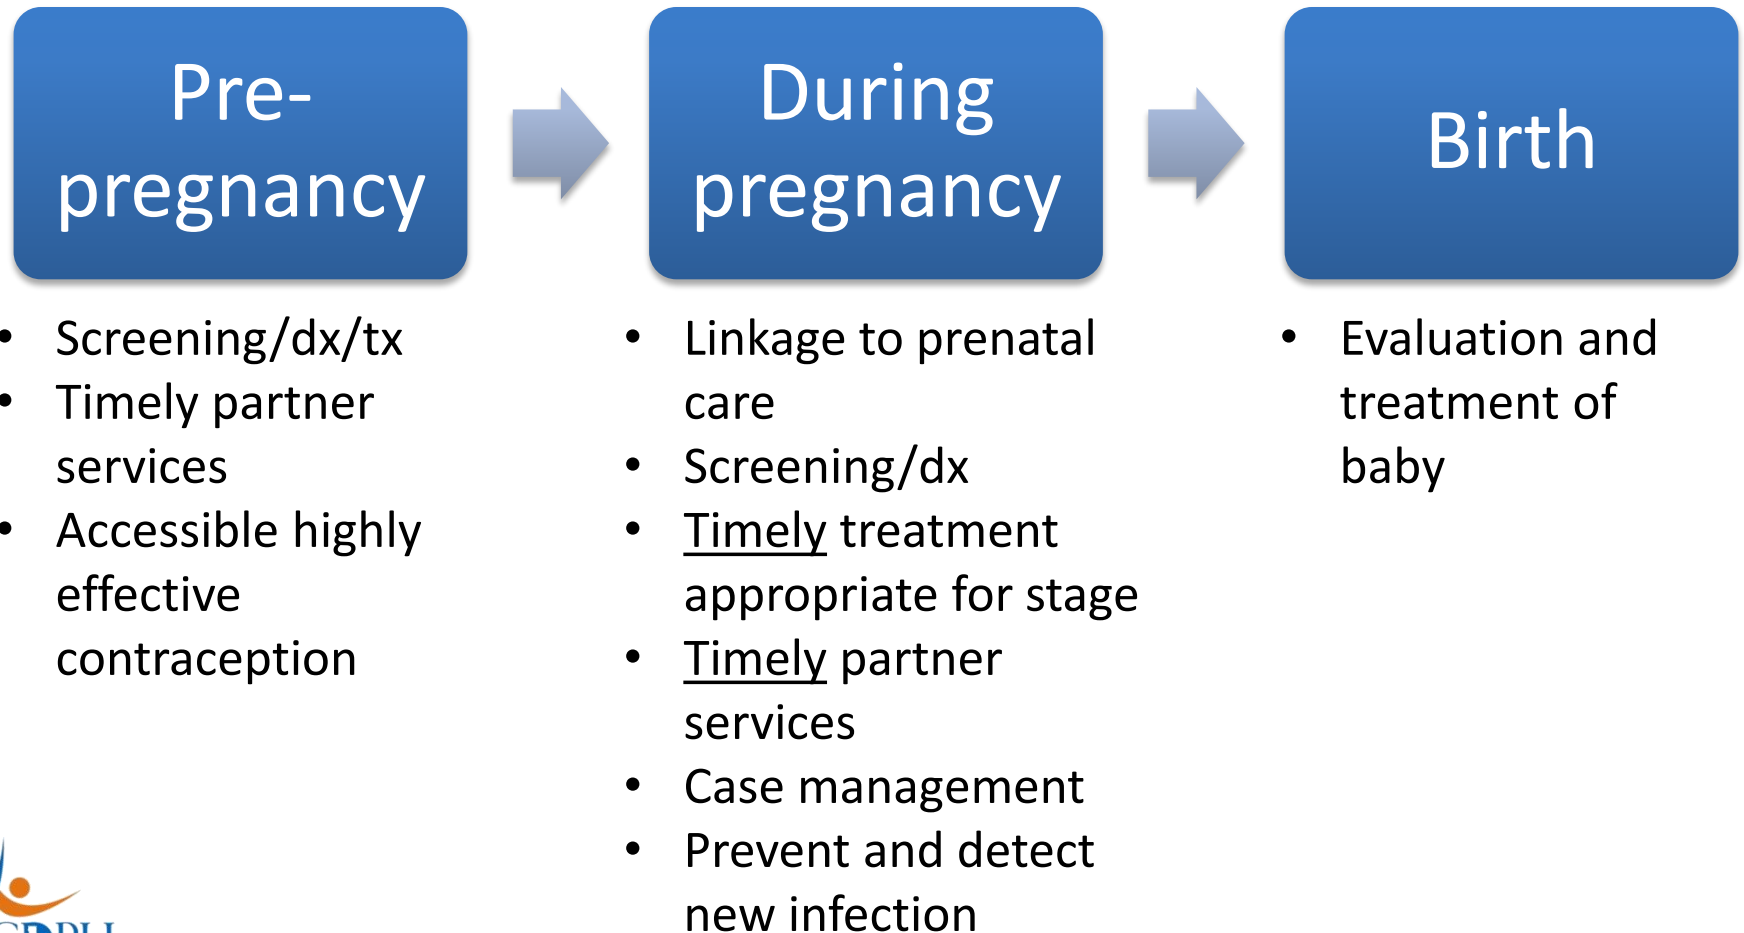 Pre-
pregnancy
During
pregnancy
Birth
• Screening/dx/tx
• Timely partner
services
• Accessible highly
effective
contraception
• Linkage to prenatal
care
• Screening/dx
• Timely treatment
appropriate for stage
• Timely partner
services
• Case management
• Prevent and detect
new infection
• Evaluation and
treatment of
baby